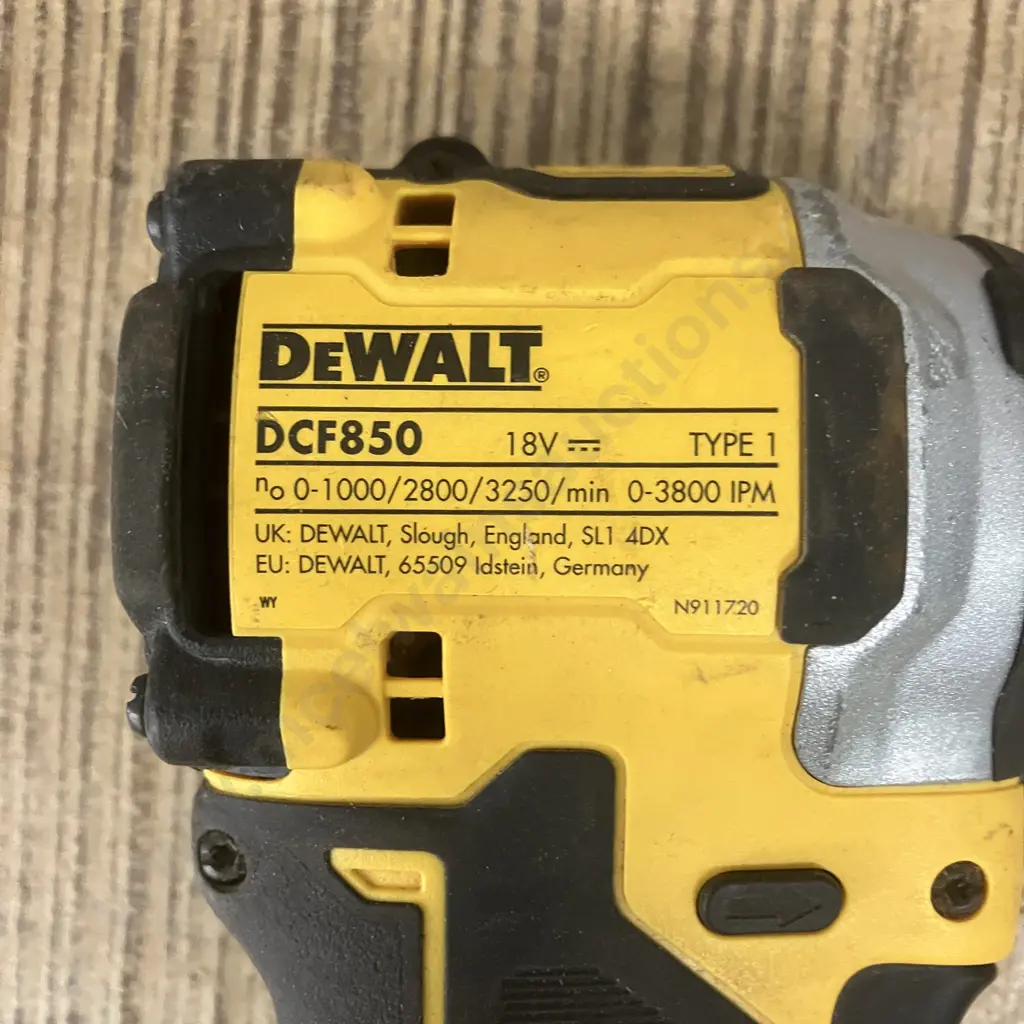 DEWALT®
DCF850 18V ⎓ TYPE 1
no 0-1000/2800/3250/min 0-3800 IPM
UK: DEWALT, Slough, England, SL1 4DX
EU: DEWALT, 65509 Idstein, Germany
WY N911720